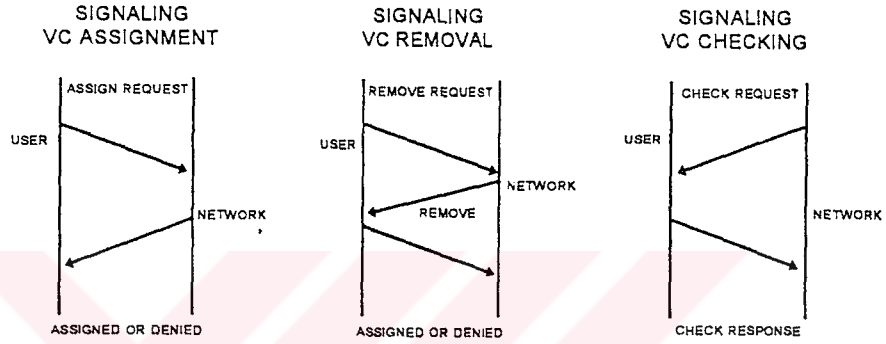 SIGNALING
VC ASSIGNMENT
ASSIGN REQUEST
USER
NETWORK
ASSIGNED OR DENIED
SIGNALING
VC REMOVAL
REMOVE REQUEST
USER
NETWORK
REMOVE
ASSIGNED OR DENIED
SIGNALING
VC CHECKING
CHECK REQUEST
USER
NETWORK
CHECK RESPONSE